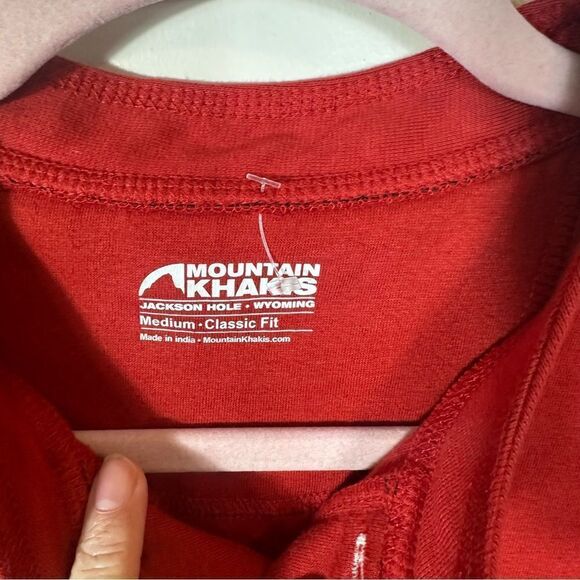 MOUNTAIN
KHAKIS
JACKSON HOLE • WYOMING
Medium • Classic Fit
Made in india • MountainKhakis.com